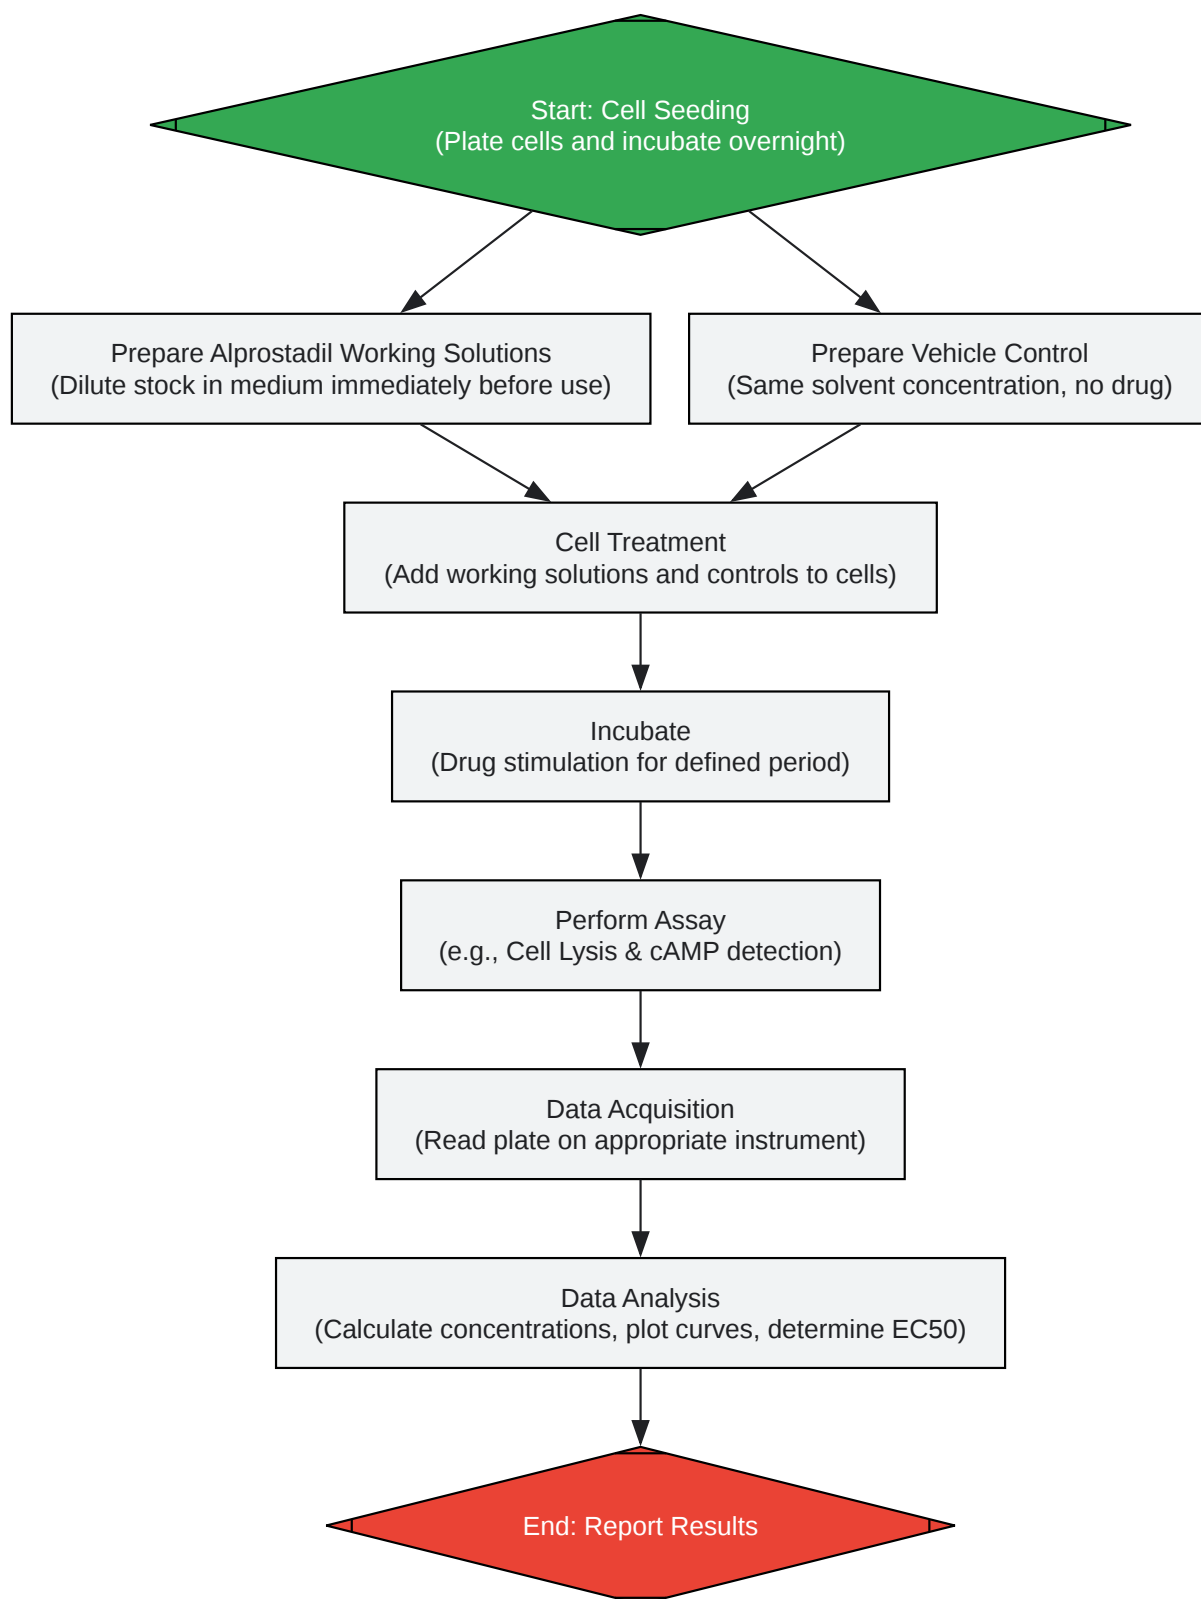 Start: Cell Seeding
(Plate cells and incubate overnight)
Prepare Alprostadil Working Solutions
(Dilute stock in medium immediately before use)
Prepare Vehicle Control
(Same solvent concentration, no drug)
Cell Treatment
(Add working solutions and controls to cells)
Incubate
(Drug stimulation for defined period)
Perform Assay
(e.g., Cell Lysis & cAMP detection)
Data Acquisition
(Read plate on appropriate instrument)
Data Analysis
(Calculate concentrations, plot curves, determine EC50)
End: Report Results